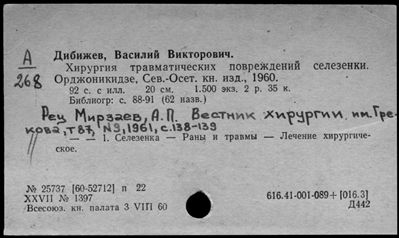 А
268
Дибижев, Василий Викторович.
Хирургия травматических повреждений селезенки.
Орджоникидзе, Сев.-Осет. кн. изд., 1960.
92 с. с илл. 20 см. 1.500 экз. 2 р. 35 к.
Библиогр: с. 88-91 (62 назв.)
Рец Мирзаев, А.П. Вестник хирургии им. Гре-
кова, т 87, №9, 1961, с. 138-139
— — 1. Селезенка — Раны и травмы — Лечение хирургиче-
ское.
№ 25737 [60-52712] п 22
XXVII № 1397
Всесоюз. кн. палата 3 VIII 60
616.41-001-089+[016.3]
Д442